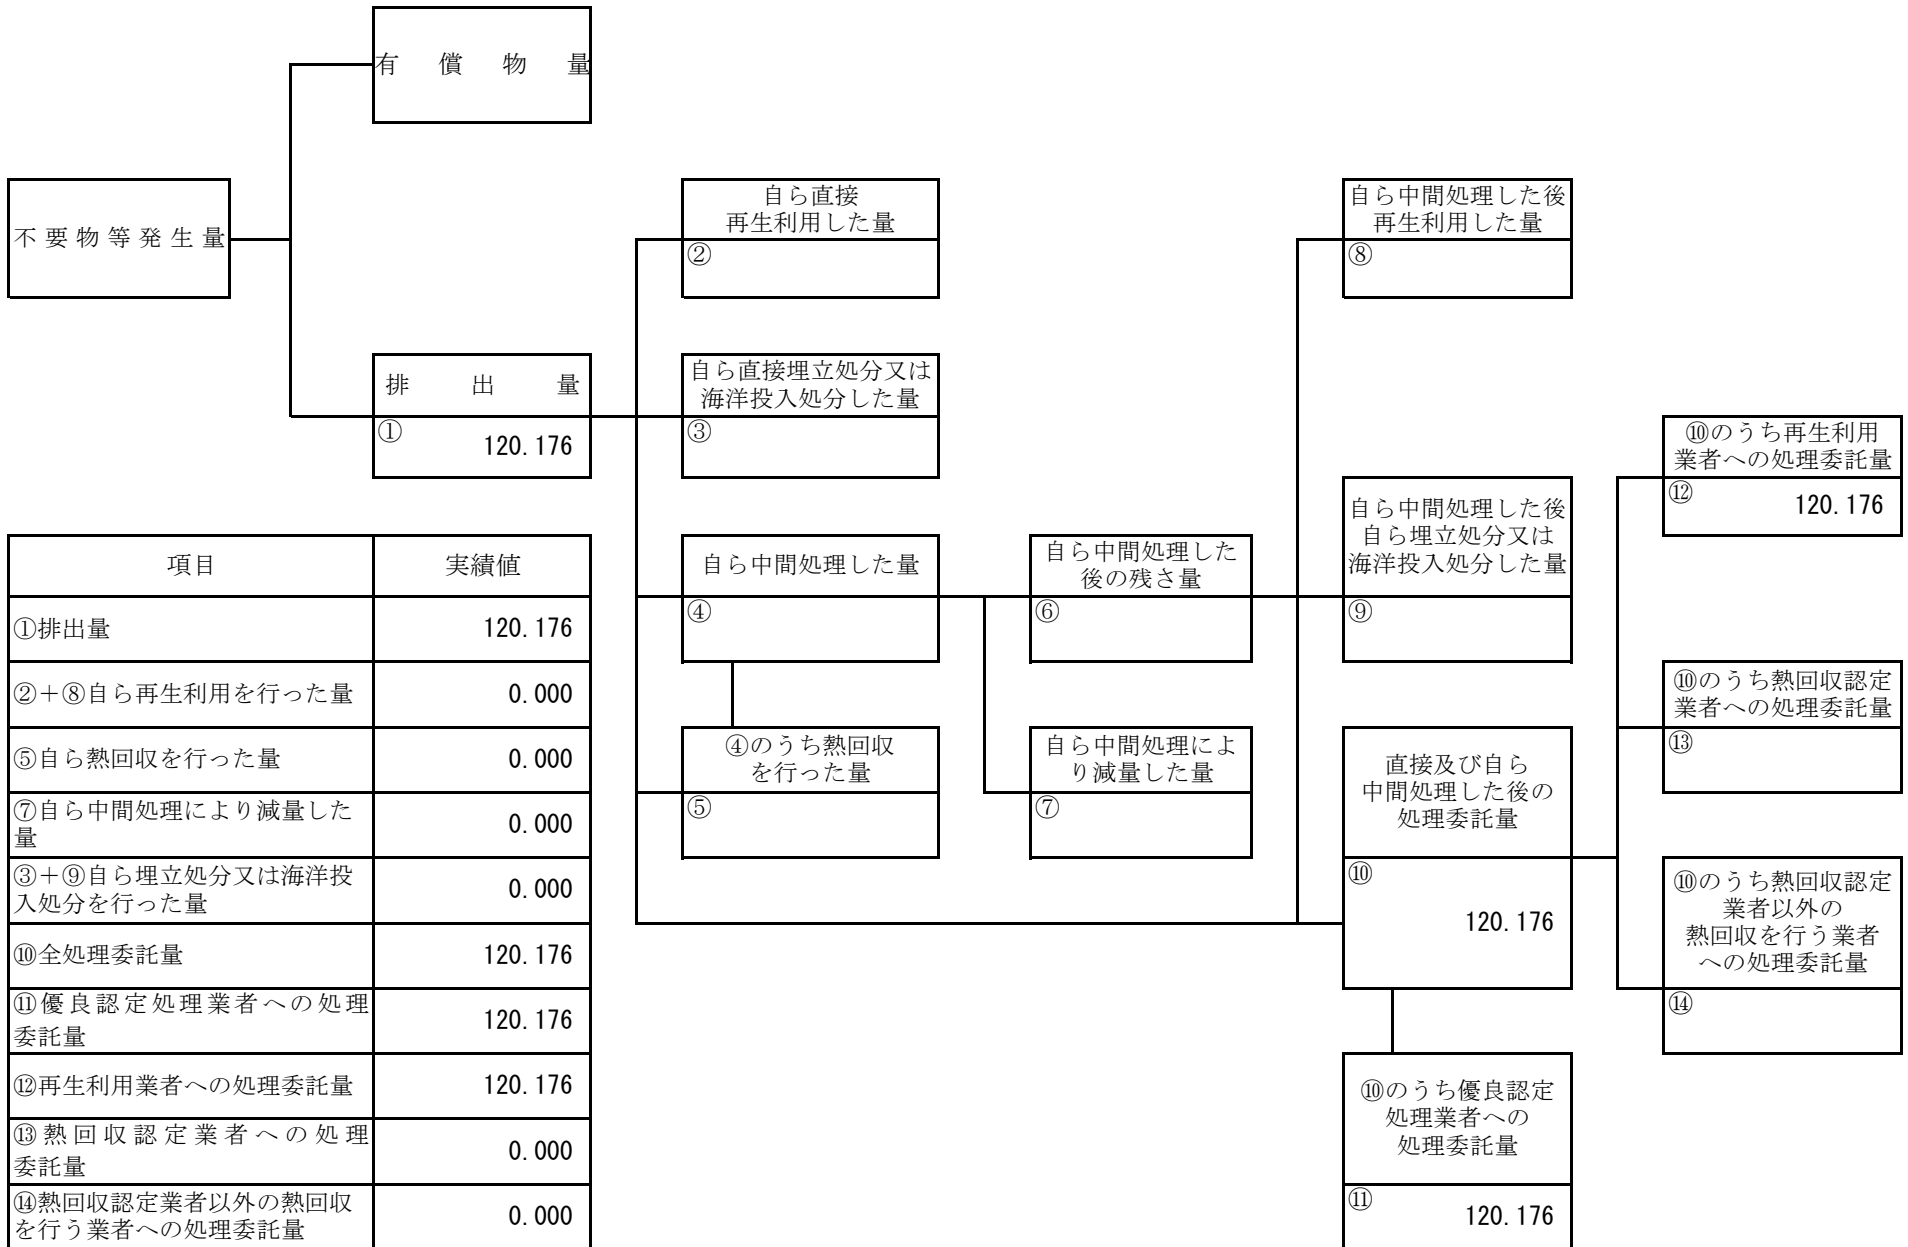 有償物量
不要物等発生量
排出量
① 120.176
自ら直接
再生利用した量
②
自ら直接埋立処分又は
海洋投入処分した量
③
自ら中間処理した量
④
④のうち熱回収
を行った量
⑤
自ら中間処理した
後の残さ量
⑥
自ら中間処理によ
り減量した量
⑦
自ら中間処理した後
再生利用した量
⑧
自ら中間処理した後
自ら埋立処分又は
海洋投入処分した量
⑨
直接及び自ら
中間処理した後の
処理委託量
⑩
120.176
⑩のうち優良認定
処理業者への
処理委託量
⑪ 120.176
⑩のうち再生利用
業者への処理委託量
⑫ 120.176
⑩のうち熱回収認定
業者への処理委託量
⑬
⑩のうち熱回収認定
業者以外の
熱回収を行う業者
への処理委託量
⑭
項目 実績値
①排出量 120.176
②+⑧自ら再生利用を行った量 0.000
⑤自ら熱回収を行った量 0.000
⑦自ら中間処理により減量した
量 0.000
③+⑨自ら埋立処分又は海洋投
入処分を行った量 0.000
⑩全処理委託量 120.176
⑪優良認定処理業者への処理
委託量 120.176
⑫再生利用業者への処理委託量 120.176
⑬熱回収認定業者への処理
委託量 0.000
⑭熱回収認定業者以外の熱回収
を行う業者への処理委託量 0.000